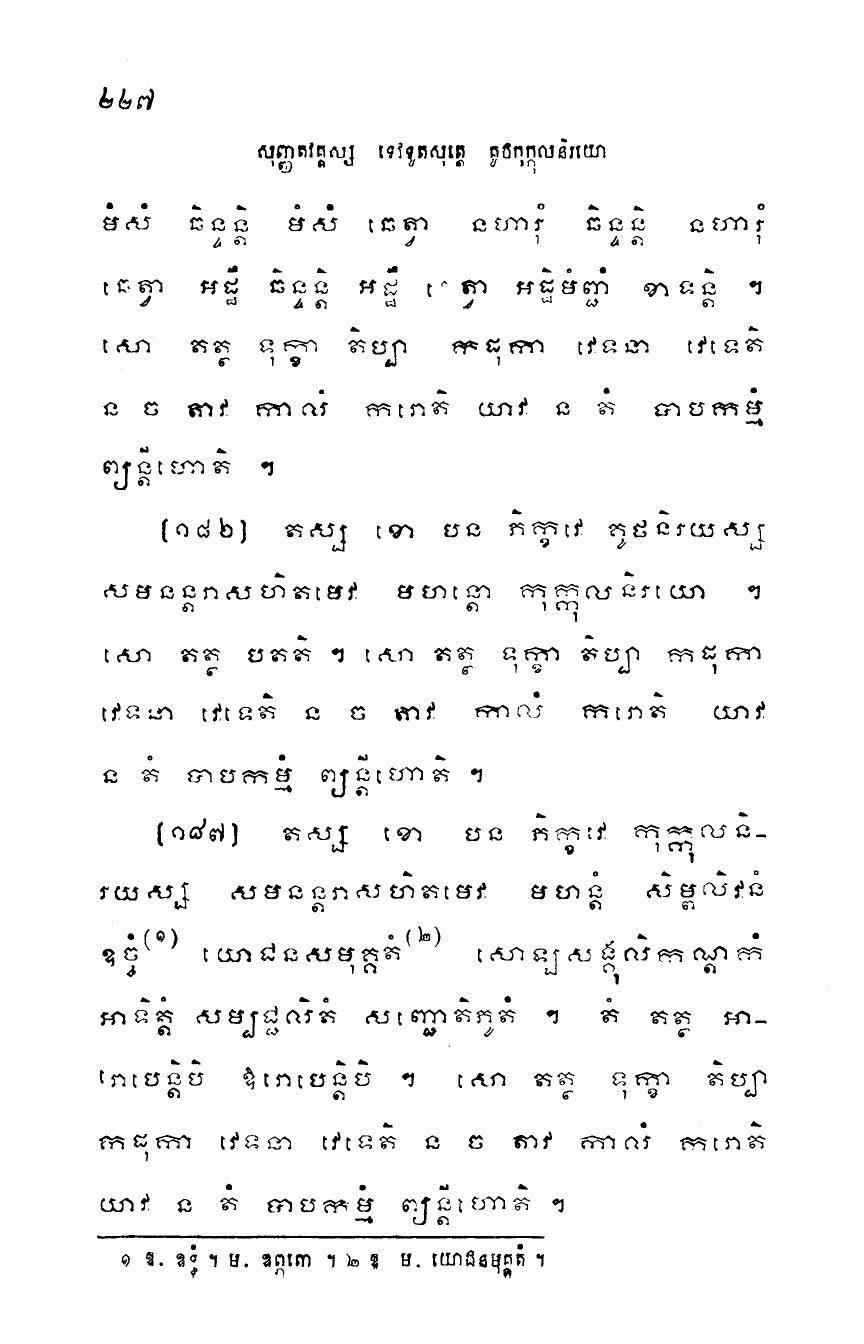 ២២៧
សុញ្ញតវគ្គស្ស ទេវទូតសុត្តេ គូថកុក្កុលនិរយោ
មំសំ ឆិន្ទន្តិ មំសំ ឆេត្វា នហារុំ ឆិន្ទន្តិ នហារុំ
ឆេត្វា អដ្ឋឹ ឆិន្ទន្តិ អដ្ឋឹ ឆេត្វា អដ្ឋិមំញ្ជំ ខាទន្តិ ។
សោ តត្ថ ទុក្ខា តិប្បា កដុកា វេទនា វេទេតិ
ន ច តាវ កាលំ ករោតិ យាវ ន តំ បាបកម្មំ
ព្យន្តីហោតិ ។
(១៨៦) តស្ស ខោ បន ភិក្ខវេ គូថនិរយស្ស
សមនន្តរាសហិតមេវ មហន្តោ កុក្កុលនិរយោ ។
សោ តត្ថ បតតិ ។ សោ តត្ថ ទុក្ខា តិប្បា កដុកា
វេទនា វេទេតិ ន ច តាវ កាលំ ករោតិ យាវ
ន តំ បាបកម្មំ ព្យន្តីហោតិ ។
(១៨៧) តស្ស ខោ បន ភិក្ខវេ កុក្កុលនិ-
រយស្ស សមនន្តរាសហិតមេវ មហន្តំ សិម្ពលិវនំ
ឧច្ចំ(១) យោជនសមុគ្គតំ(២) សោឡសង្គុលិកណ្តកំ
អាទិត្តំ សម្បជ្ជលិតំ សញ្ជោតិភូតំ ។ តំ តត្ថ អា-
រោបេន្តិបិ ឱរោបេន្តិបិ ។ សោ តត្ថ ទុក្ខា តិប្បា
កដុកា វេទនា វេទេតិ ន ច តាវ កាលំ ករោតិ
យាវ ន តំ បាបកម្មំ ព្យន្តីហោតិ ។
១ ឱ. ឧទ្ធំ ។ ម. ឧព្ភតោ ។ ២ ឱ ម. យោជនមុគ្គតំ ។